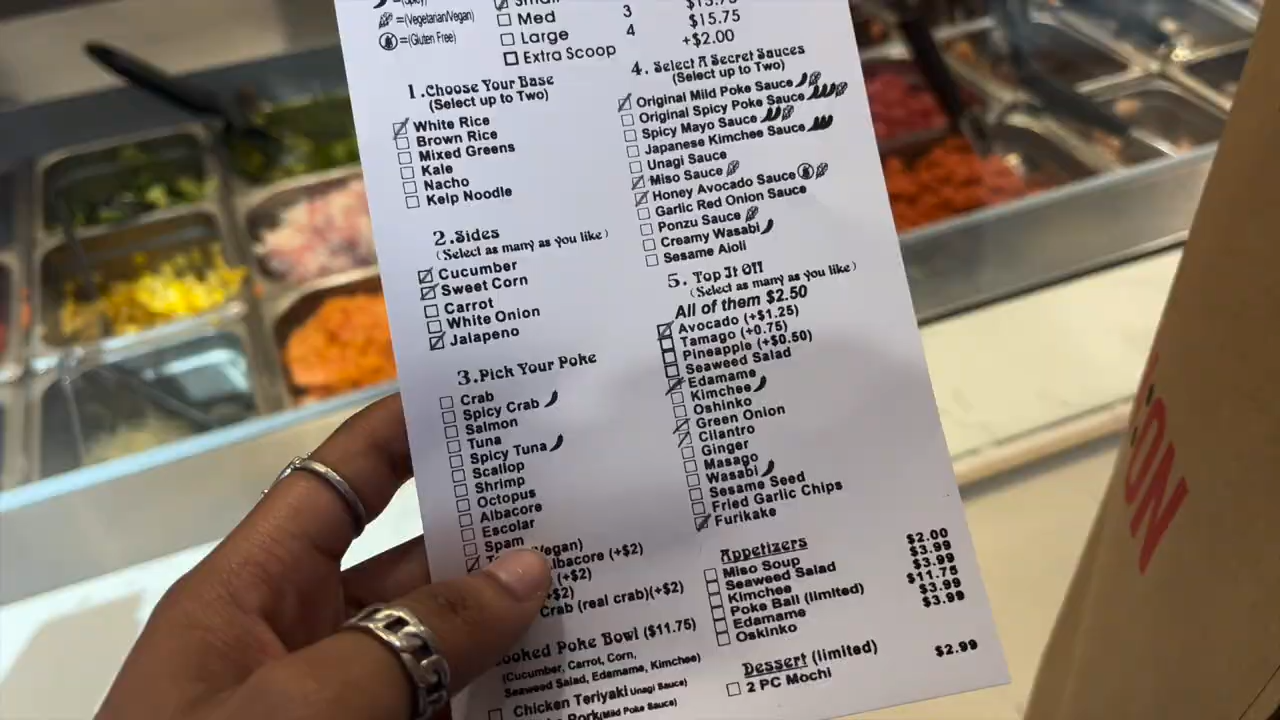 =(Spicy)
=(Vegetarian/Vegan)
=(Gluten Free)
Small $13.75
Med 3 $15.75
Large 4 +$2.00
Extra Scoop
1.Choose Your Base
(Select up to Two)
White Rice
Brown Rice
Mixed Greens
Kale
Nacho
Kelp Noodle
2.Sides
(Select as many as you like)
Cucumber
Sweet Corn
Carrot
White Onion
Jalapeno
3.Pick Your Poke
Crab
Spicy Crab
Salmon
Tuna
Spicy Tuna
Scallop
Shrimp
Octopus
Albacore
Escolar
Spam
Vegan)
Albacore (+$2)
(+$2)
+$2)
Crab (real crab)(+$2)
ooked Poke Bowl ($11.75)
(Cucumber, Carrot, Corn,
Seaweed Salad, Edamame, Kimchee)
Chicken Teriyaki Unagi Sauce)
Pork(Mild Poke Sauce)
4. Select A Secret Sauces
(Select up to Two)
Original Mild Poke Sauce
Original Spicy Poke Sauce
Spicy Mayo Sauce
Japanese Kimchee Sauce
Unagi Sauce
Miso Sauce
Honey Avocado Sauce
Garlic Red Onion Sauce
Ponzu Sauce
Creamy Wasabi
Sesame Aioli
5. Top It Off
(Select as many as you like)
All of them $2.50
Avocado (+$1.25)
Tamago (+0.75)
Pineapple (+$0.50)
Seaweed Salad
Edamame
Kimchee
Oshinko
Green Onion
Cilantro
Ginger
Masago
Wasabi
Sesame Seed
Fried Garlic Chips
Furikake
Appetizers
Miso Soup $2.00
Seaweed Salad $3.99
Kimchee $3.99
Poke Ball (limited) $11.75
Edamame $3.99
Oskinko $3.99
Dessert (limited)
2 PC Mochi $2.99
ON